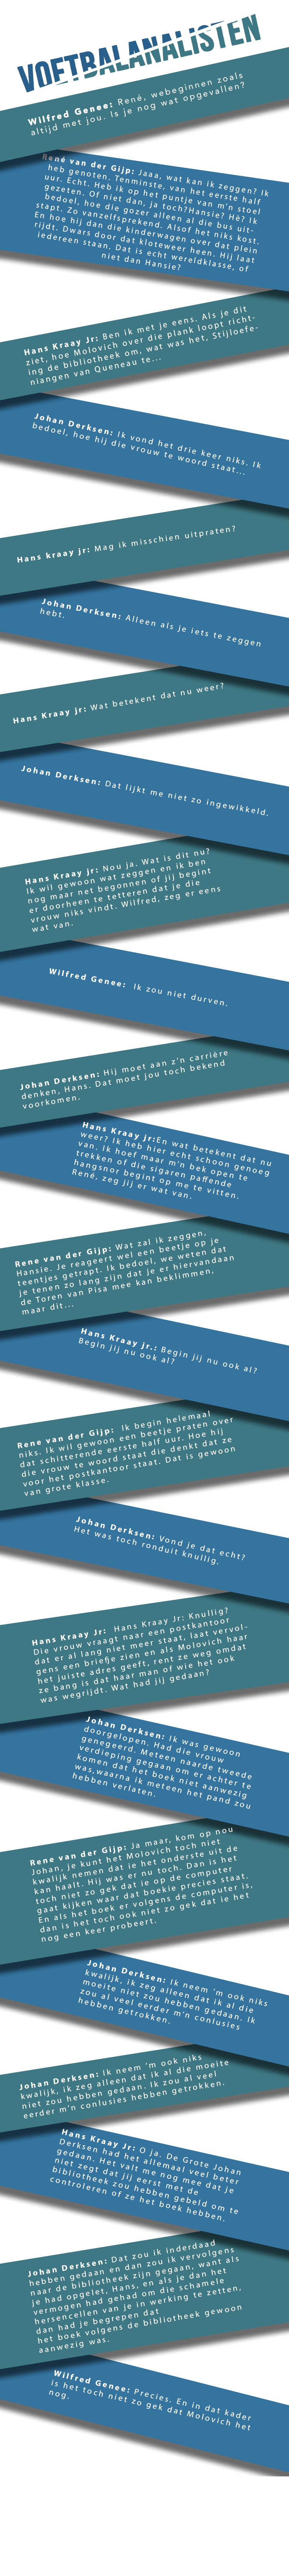 VOETBALANALISTEN
Wilfred Genee: René, webeginnen zoals
altijd met jou. Is je nog wat opgevallen?
René van der Gijp: Jaaa, wat kan ik zeggen? Ik
heb genoten. Tenminste, van het eerste half
uur. Echt. Heb ik op het puntje van m'n stoel
gezeten. Of niet dan, ja toch?Hansie? Hè? Ik
bedoel, hoe die gozer alleen al die bus uit-
stapt. Zo vanzelfsprekend. Alsof het niks kost.
En hoe hij dan die kinderwagen over dat plein
rijdt. Dwars door dat kloteweer heen. Hij laat
iedereen staan. Dat is echt wereldklasse, of
niet dan Hansie?
Hans Kraay Jr: Ben ik met je eens. Als je dit
ziet, hoe Molovich over die plank loopt richt-
ing de bibliotheek om, wat was het, Stijloefe-
niangen van Queneau te...
Johan Derksen: Ik vond het drie keer niks. Ik
bedoel, hoe hij die vrouw te woord staat...
Hans kraay jr: Mag ik misschien uitpraten?
Johan Derksen: Alleen als je iets te zeggen
hebt.
Hans Kraay jr: Wat betekent dat nu weer?
Johan Derksen: Dat lijkt me niet zo ingewikkeld.
Hans Kraay jr: Nou ja. Wat is dit nu?
Ik wil gewoon wat zeggen en ik ben
nog maar net begonnen of jij begint
er doorheen te tetteren dat je die
vrouw niks vindt. Wilfred, zeg er eens
wat van.
Wilfred Genee: Ik zou niet durven.
Johan Derksen: Hij moet aan z'n carrière
denken, Hans. Dat moet jou toch bekend
voorkomen.
Hans Kraay jr:En wat betekent dat nu
weer? Ik heb hier echt schoon genoeg
van. Ik hoef maar m'n bek open te
trekken of die sigaren paffende
hangsnor begint op me te vitten.
René, zeg jij er wat van.
Rene van der Gijp: Wat zal ik zeggen,
Hansie. Je reageert wel een beetje op je
teentjes getrapt. Ik bedoel, we weten dat
je tenen zo lang zijn dat je er hiervandaan
de Toren van Pisa mee kan beklimmen,
maar dit...
Hans Kraay jr.: Begin jij nu ook al?
Begin jij nu ook al?
Rene van der Gijp: Ik begin helemaal
niks. Ik wil gewoon een beetje praten over
dat schitterende eerste half uur. Hoe hij
die vrouw te woord staat die denkt dat ze
voor het postkantoor staat. Dat is gewoon
van grote klasse.
Johan Derksen: Vond je dat echt?
Het was toch ronduit knullig.
Hans Kraay Jr: Hans Kraay Jr: Knullig?
Die vrouw vraagt naar een postkantoor
dat er al lang niet meer staat, laat vervol-
gens een briefje zien en als Molovich haar
het juiste adres geeft, rent ze weg omdat
ze bang is dat haar man of wie het ook
was wegrijdt. Wat had jij gedaan?
Johan Derksen: Ik was gewoon
doorgelopen. Had die vrouw
genegeerd. Meteen naarde tweede
verdieping gegaan om er achter te
komen dat het boek niet aanwezig
was,waarna ik meteen het pand zou
hebben verlaten.
Rene van der Gijp: Ja maar, kom op nou
Johan, je kunt het Molovich toch niet
kwalijk nemen dat ie het onderste uit de
kan haalt. Hij was er nu toch. Dan is het
toch niet zo gek dat ie op de computer
gaat kijken waar dat boekie precies staat.
En als het boek er volgens de computer is,
dan is het toch ook niet zo gek dat ie het
nog een keer probeert.
Johan Derksen: Ik neem 'm ook niks
kwalijk, ik zeg alleen dat ik al die
moeite niet zou hebben gedaan. Ik
zou al veel eerder m'n conlusies
hebben getrokken.
Johan Derksen: Ik neem 'm ook niks
kwalijk, ik zeg alleen dat ik al die moeite
niet zou hebben gedaan. Ik zou al veel
eerder m'n conlusies hebben getrokken.
Hans Kraay Jr: O ja. De Grote Johan
Derksen had het allemaal veel beter
gedaan. Het valt me nog mee dat je
niet zegt dat jij eerst met de
bibliotheek zou hebben gebeld om te
controleren of ze het boek hebben.
Johan Derksen: Dat zou ik inderdaad
hebben gedaan en dan zou ik vervolgens
naar de bibliotheek zijn gegaan, want als
je had opgelet, Hans, en als je dan het
vermogen had gehad om die schamele
hersencellen van je in werking te zetten,
dan had je begrepen dat
het boek volgens de bibliotheek gewoon
aanwezig was.
Wilfred Genee: Precies. En in dat kader
is het toch niet zo gek dat Molovich het
nog.